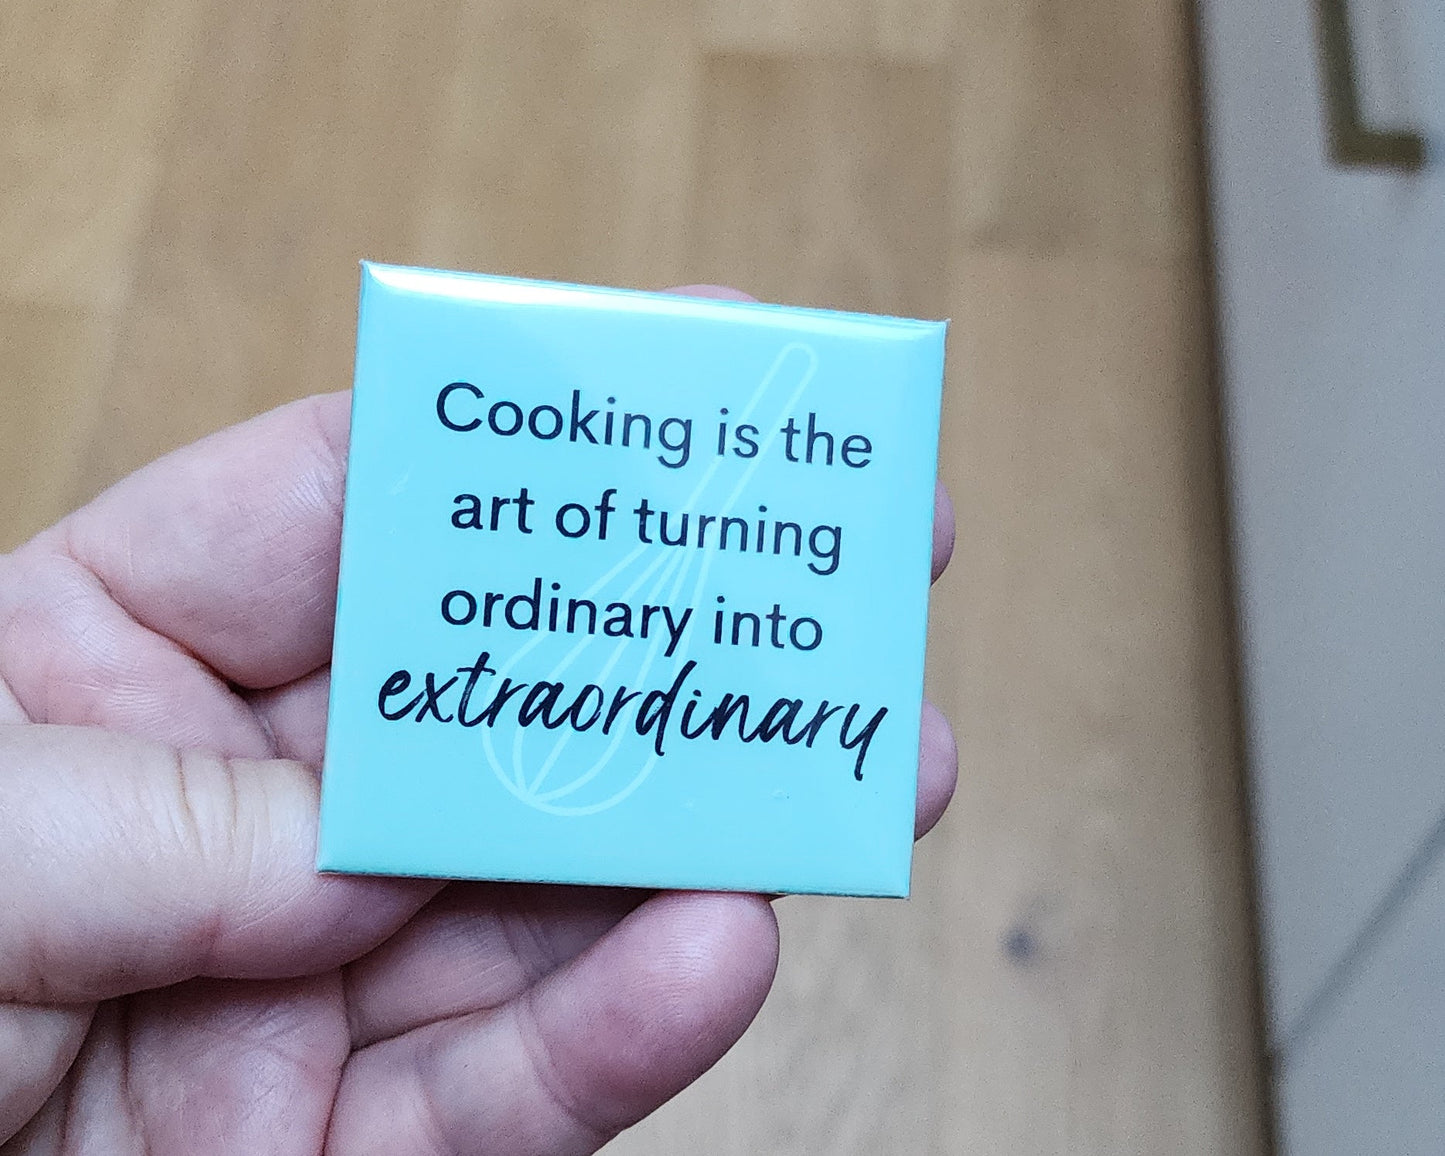 Cooking is the
art of turning
ordinary into
extraordinary